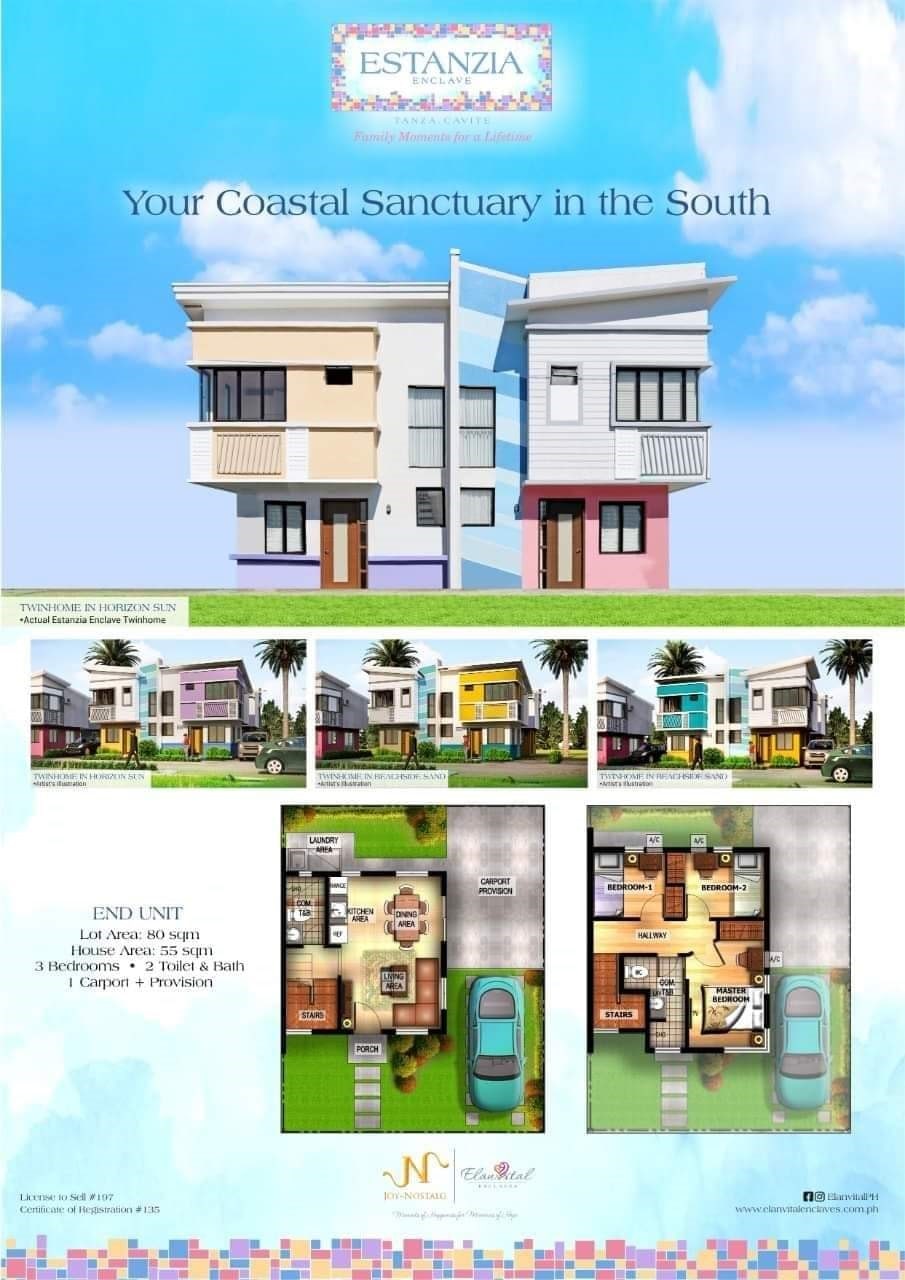 ESTANZIA
ENCLAVE
TANZA, CAVITE
Family Moments for a Lifetime
Your Coastal Sanctuary in the South
TWINHOME IN HORIZON SUN
•Actual Estanzia Enclave Twinhome
TWINHOME IN HORIZON SUN
•Artist's Illustration
TWINHOME IN BEACHSIDE SAND
•Artist's Illustration
TWINHOME IN BEACHSIDE SAND
•Artist's Illustration
END UNIT
Lot Area: 80 sqm
House Area: 55 sqm
3 Bedrooms • 2 Toilet & Bath
1 Carport + Provision
LAUNDRY
AREA
CARPORT
PROVISION
COM.
T&B
RANGE
KITCHEN
AREA
REF
DINING
AREA
LIVING
AREA
STAIRS
PORCH
A/C
A/C
BEDROOM-1
BEDROOM-2
HALLWAY
A/C
WC
COM.
T&B
MASTER
BEDROOM
STAIRS
JN
JOY~NOSTALG
ElanVital
ENCLAVES
Moments of Happiness for Memories of Hope
License to Sell #197
Certificate of Registration #135
ElanvitalPH
www.elanvitalenclaves.com.ph